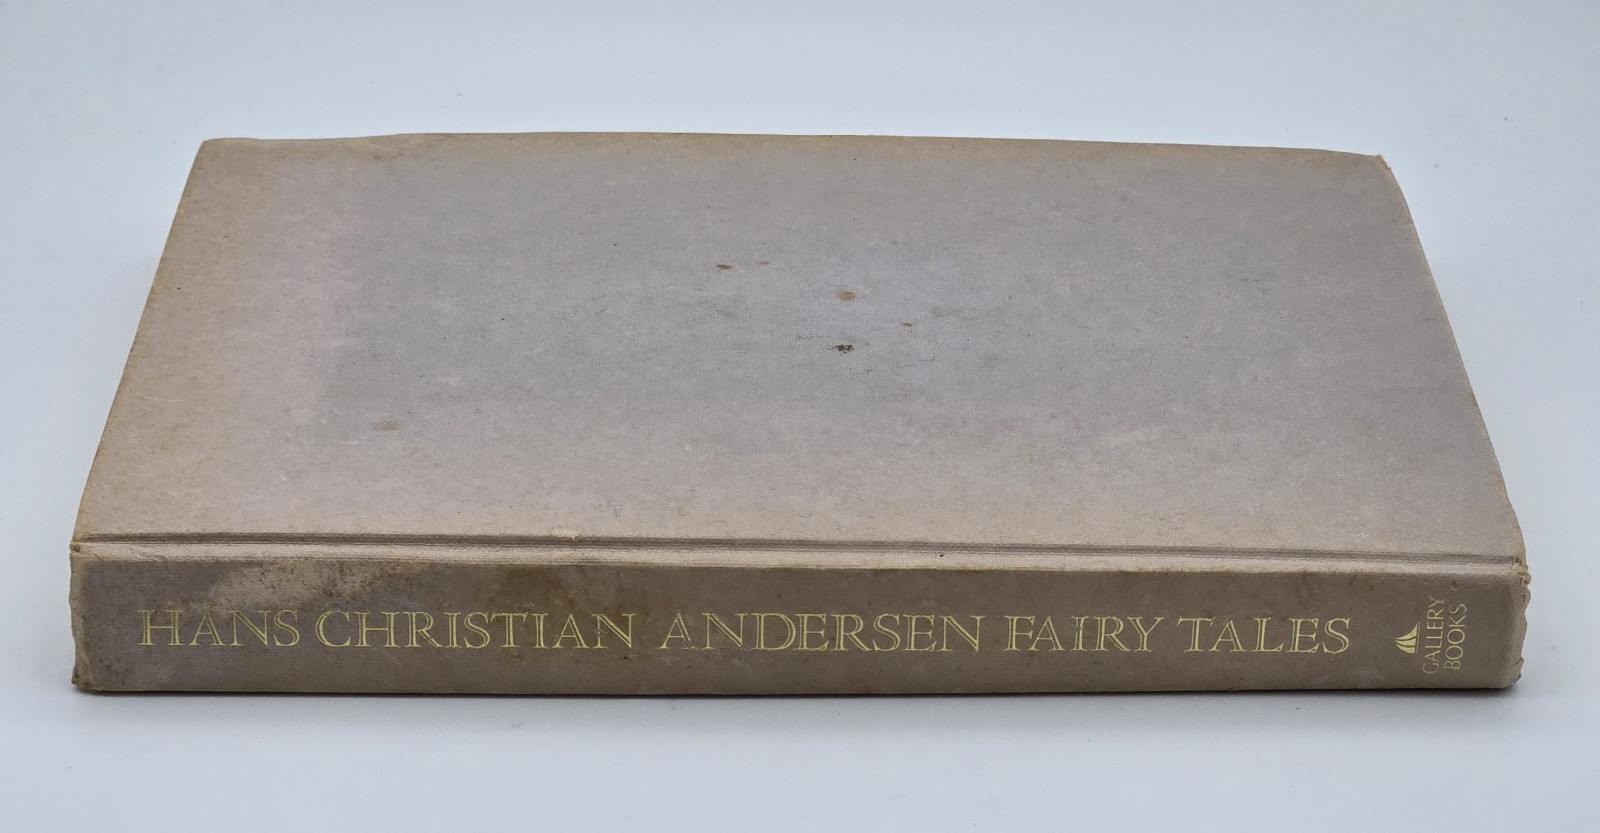 HANS CHRISTIAN ANDERSEN FAIRY TALES
GALLERY
BOOKS